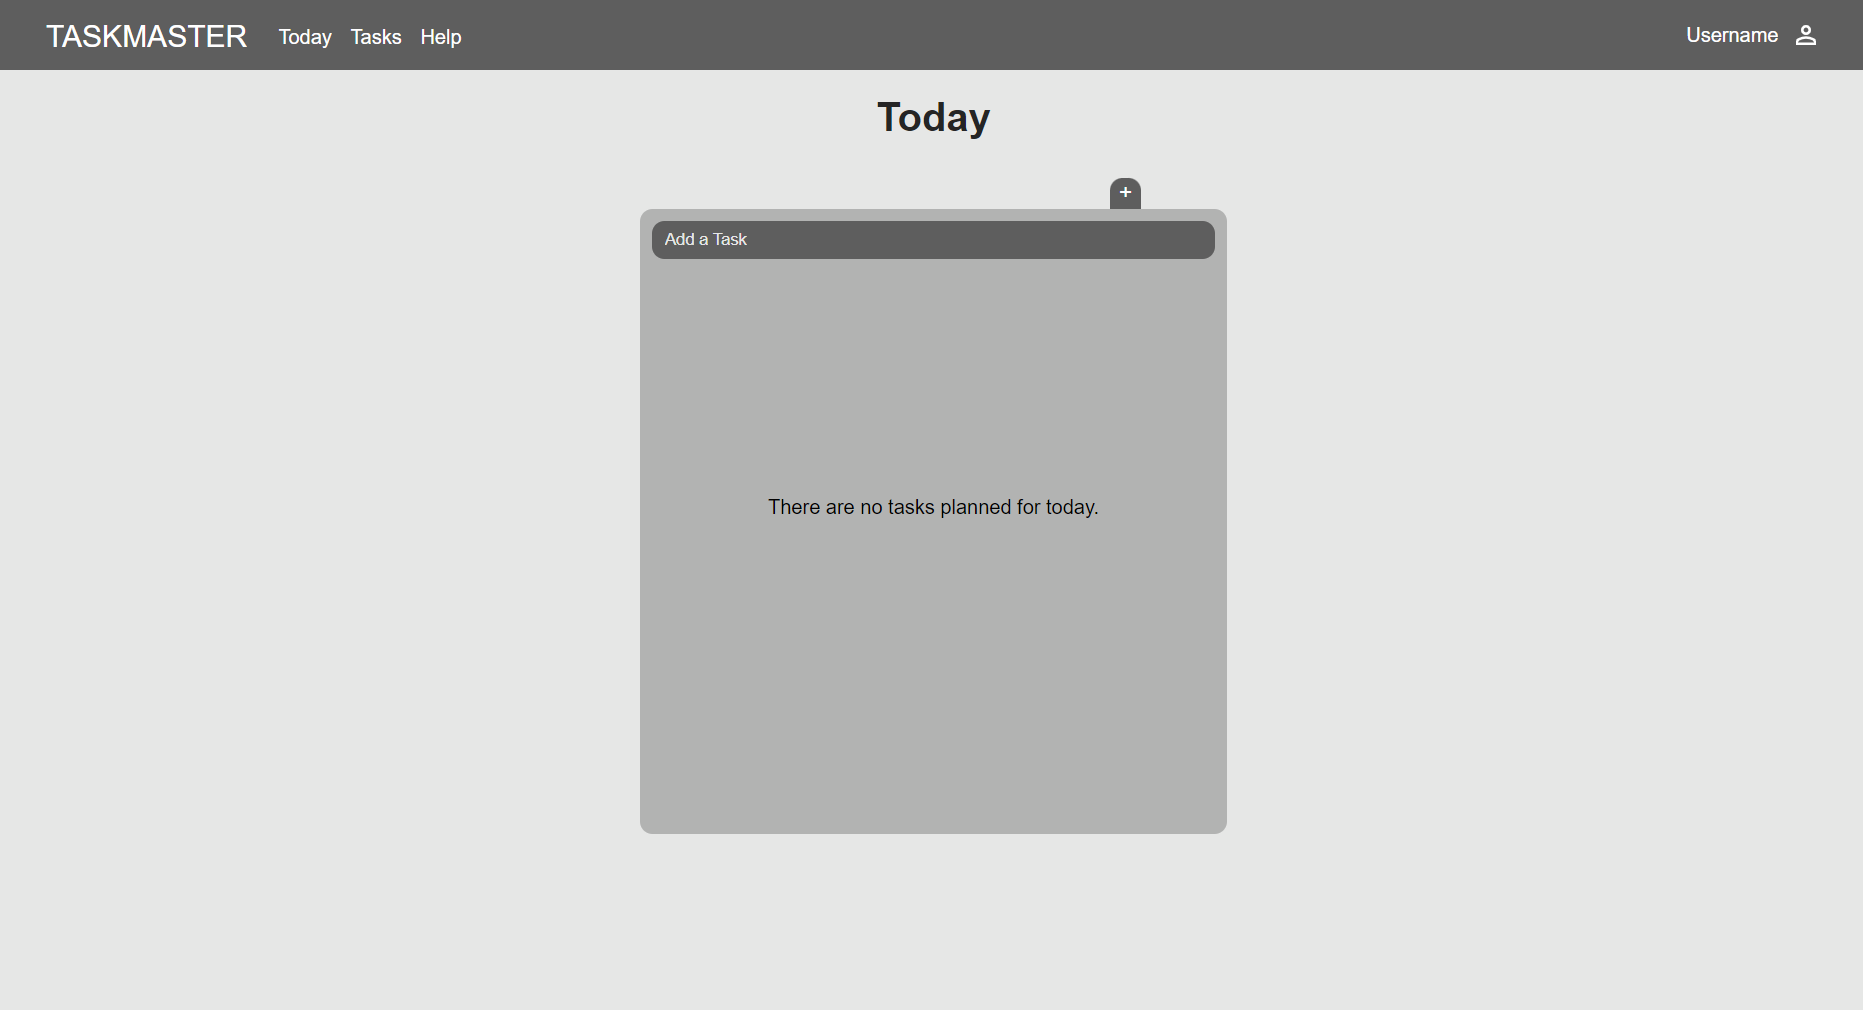 TASKMASTER Today Tasks Help Username
Today
+
Add a Task
There are no tasks planned for today.